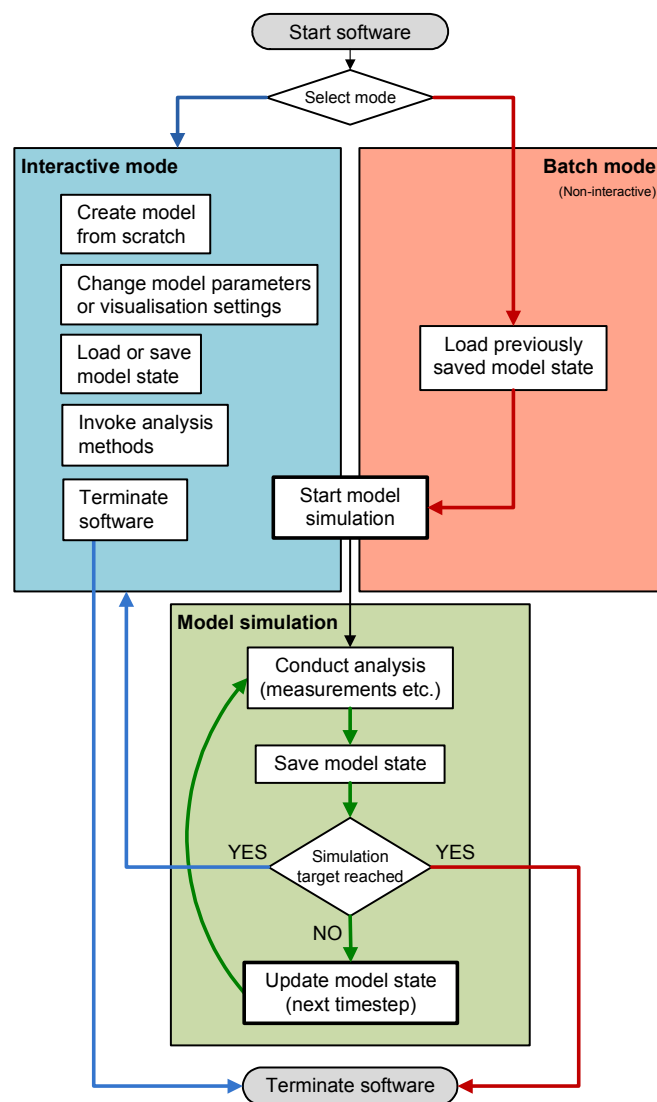 Start software
Select mode
Interactive mode
Create model
from scratch
Change model parameters
or visualisation settings
Load or save
model state
Invoke analysis
methods
Terminate
software
Batch mode
(Non-interactive)
Load previously
saved model state
Start model
simulation
Model simulation
Conduct analysis
(measurements etc.)
Save model state
YES
Simulation
target reached
YES
NO
Update model state
(next timestep)
Terminate software